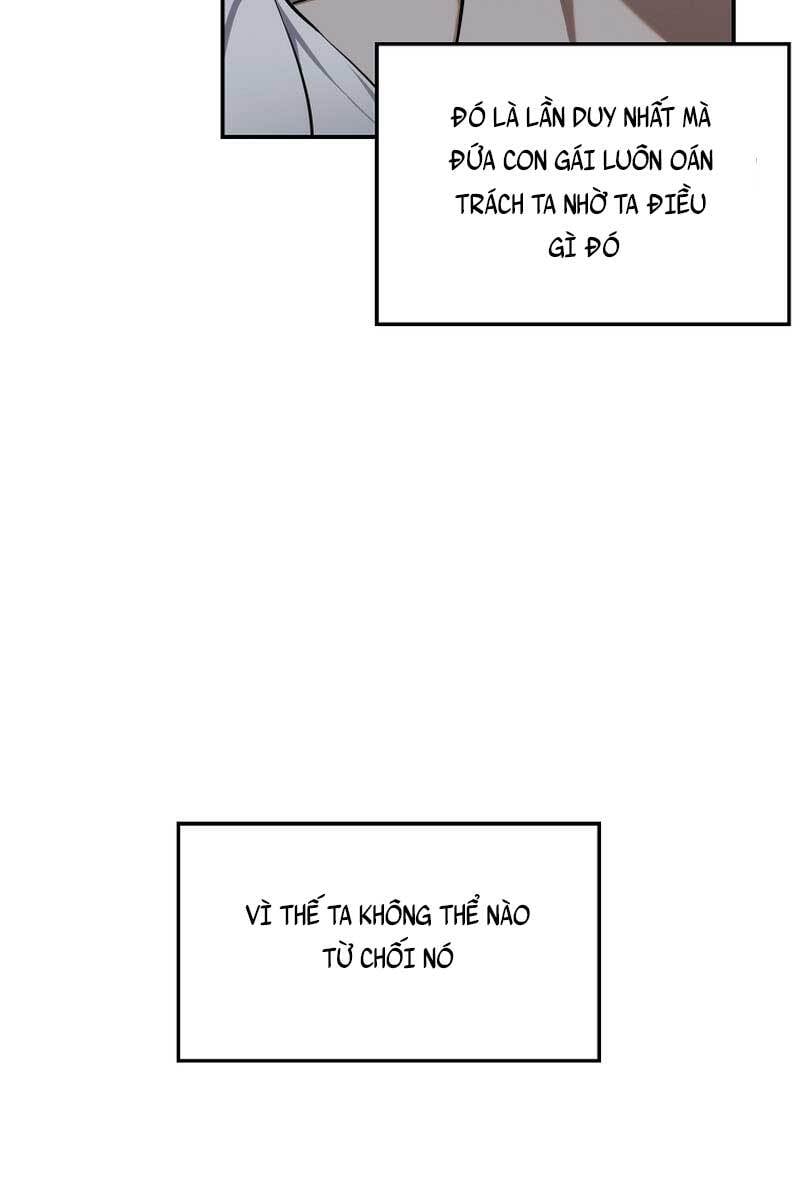 ĐÓ LÀ LẦN DUY NHẤT MÀ
ĐỨA CON GÁI LUÔN OÁN
TRÁCH TA NHỜ TA ĐIỀU
GÌ ĐÓ
VÌ THẾ TA KHÔNG THỂ NÀO
TỪ CHỐI NÓ